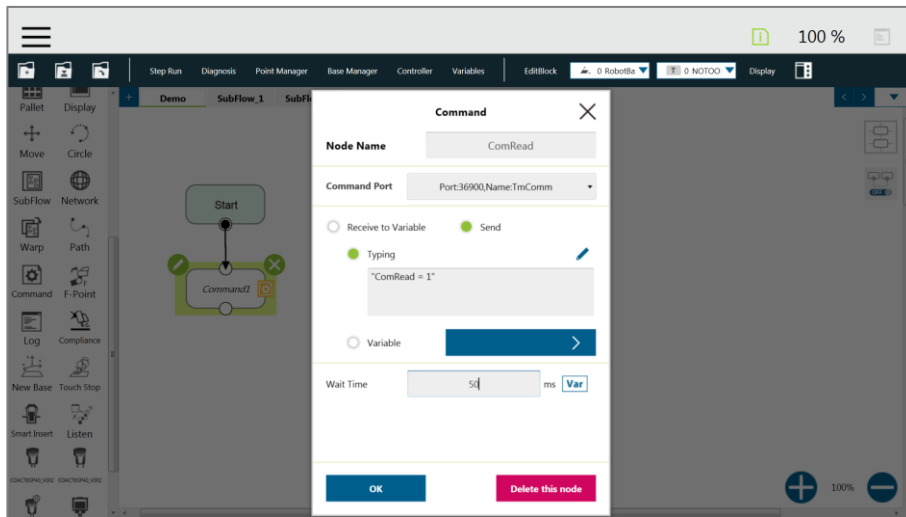 100 %
Step Run Diagnosis Point Manager Base Manager Controller Variables EditBlock 0 RobotBa 0 NOTOO Display
Pallet Display
Demo SubFlow_1 SubFl
Move Circle
SubFlow Network
Warp Path
Command F-Point
Log Compliance
New Base Touch Stop
Smart Insert Listen
Start
Command1
Command
Node Name ComRead
Command Port Port:36900,Name:TmComm
Receive to Variable Send
Typing
"ComRead = 1"
Variable
Wait Time 50 ms Var
OK Delete this node
OFF
100%